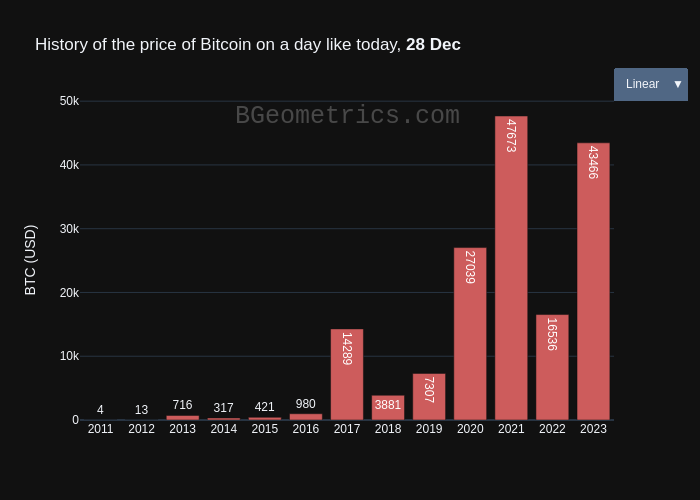 History of the price of Bitcoin on a day like today, 28 Dec
Linear ▼
BGeometrics.com
BTC (USD)
50k
40k
30k
20k
10k
0
4
13
716
317
421
980
14289
3881
7307
27039
47673
16536
43466
2011 2012 2013 2014 2015 2016 2017 2018 2019 2020 2021 2022 2023